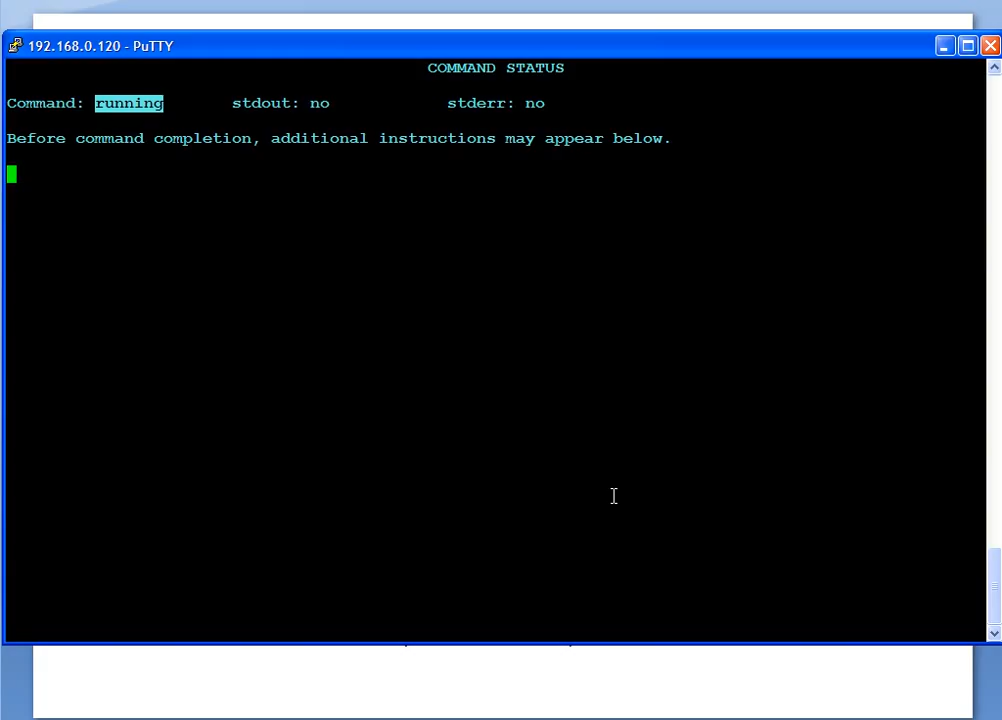 192.168.0.120 - PuTTY
COMMAND STATUS
Command: running stdout: no stderr: no
Before command completion, additional instructions may appear below.